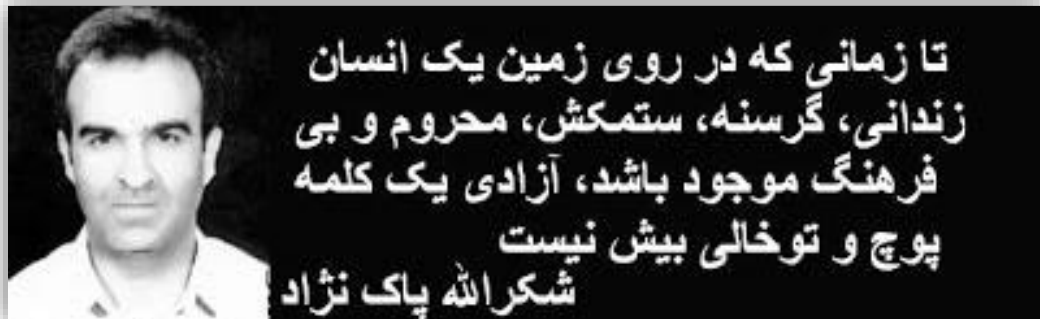 تا زمانی که در روی زمین یک انسان
زندانی، گرسنه، ستمکش، محروم و بی
فرهنگ موجود باشد، آزادی یک کلمه
پوچ و توخالی بیش نیست
شکرالله پاک نژاد